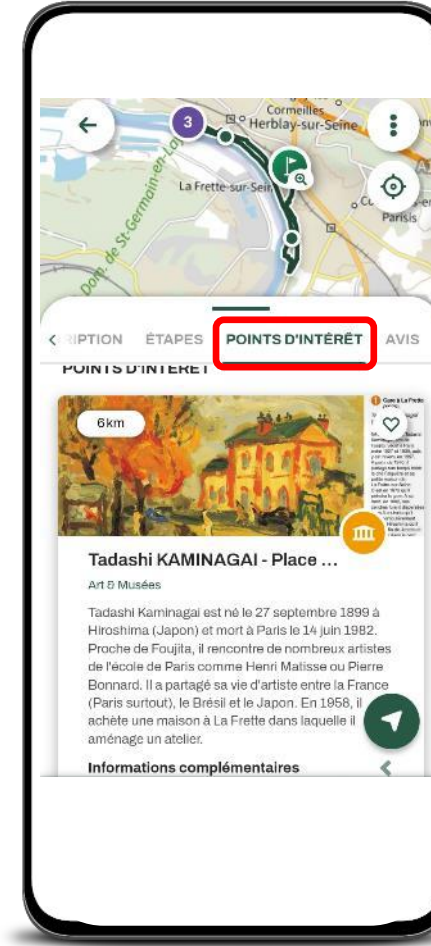 3
Cormeilles
Herblay-sur-Seine
La Frette-sur-Sein
Dom. de St-Germain-en-La
Parisis
RIPTION ÉTAPES POINTS D'INTÉRÊT AVIS
POINTS D'INTÉRÊT
6km
Tadashi KAMINAGAI - Place ...
Art & Musées
Tadashi Kaminagai est né le 27 septembre 1899 à
Hiroshima (Japon) et mort à Paris le 14 juin 1982.
Proche de Foujita, il rencontre de nombreux artistes
de l'école de Paris comme Henri Matisse ou Pierre
Bonnard. Il a partagé sa vie d'artiste entre la France
(Paris surtout), le Brésil et le Japon. En 1958, il
achète une maison à La Frette dans laquelle il
aménage un atelier.
Informations complémentaires